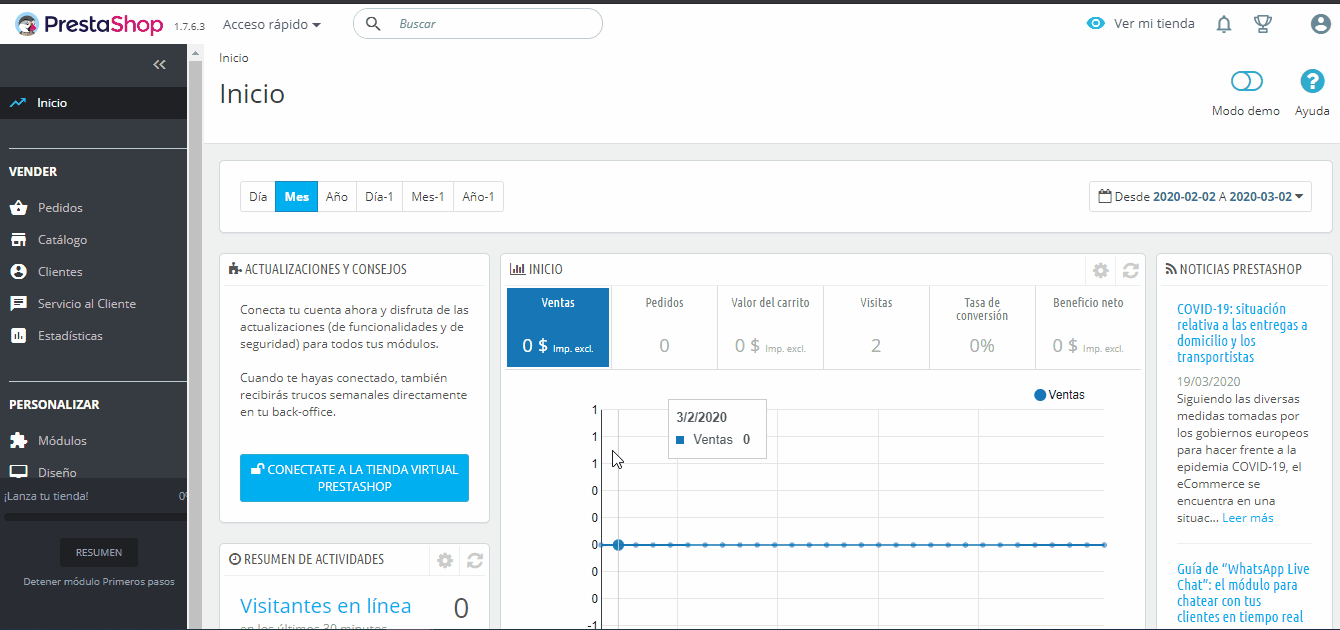 PrestaShop 1.7.6.3 Acceso rápido Buscar Ver mi tienda
Inicio
VENDER
Pedidos
Catálogo
Clientes
Servicio al Cliente
Estadísticas
PERSONALIZAR
Módulos
Diseño
¡Lanza tu tienda! 0%
RESUMEN
Detener módulo Primeros pasos
Inicio
Inicio
Modo demo Ayuda
Día Mes Año Día-1 Mes-1 Año-1
Desde 2020-02-02 A 2020-03-02
ACTUALIZACIONES Y CONSEJOS
Conecta tu cuenta ahora y disfruta de las
actualizaciones (de funcionalidades y de
seguridad) para todos tus módulos.
Cuando te hayas conectado, también
recibirás trucos semanales directamente
en tu back-office.
CONECTATE A LA TIENDA VIRTUAL
PRESTASHOP
RESUMEN DE ACTIVIDADES
Visitantes en línea 0
en los últimos 30 minutos
INICIO
Ventas
0 $ Imp. excl.
Pedidos
0
Valor del carrito
0 $ Imp. excl.
Visitas
2
Tasa de
conversión
0%
Beneficio neto
0 $ Imp. excl.
Ventas
3/2/2020
Ventas 0
1
1
1
0
0
0
0
0
-1
NOTICIAS PRESTASHOP
COVID-19: situación
relativa a las entregas a
domicilio y los
transportistas
19/03/2020
Siguiendo las diversas
medidas tomadas por
los gobiernos europeos
para hacer frente a la
epidemia COVID-19, el
eCommerce se
encuentra en una
situac... Leer más
Guía de “WhatsApp Live
Chat”: el módulo para
chatear con tus
clientes en tiempo real